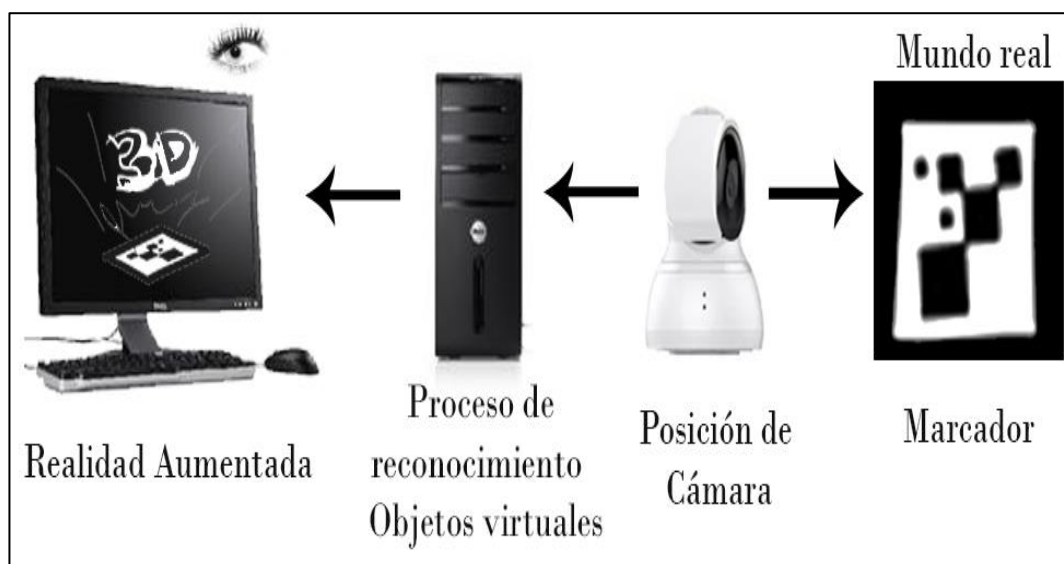 Mundo real
3D
Realidad Aumentada
Proceso de
reconocimiento
Objetos virtuales
Posición de
Cámara
Marcador